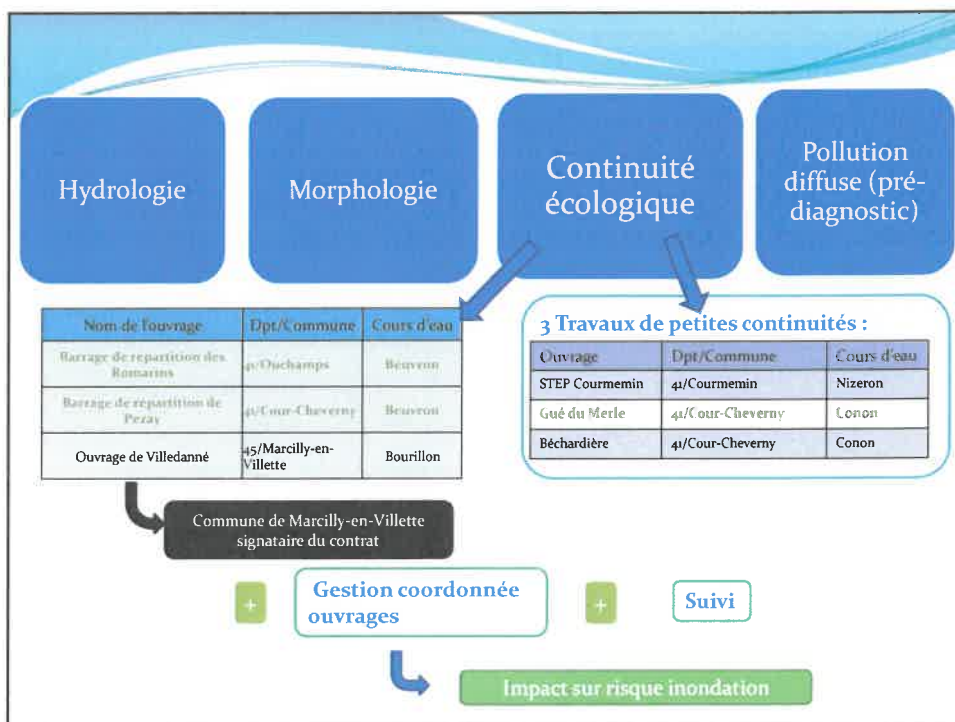 Hydrologie
Morphologie
Continuité
écologique
Pollution
diffuse (pré-
diagnostic)
Nom de l'ouvrage Dpt/Commune Cours d'eau
Barrage de repartition des
Romarins
41/Ouchamps Beuvron
Barrage de répartition de
Pezay
41/Cour-Cheverny Beuvron
Ouvrage de Villedanné
45/Marcilly-en-
Villette
Bourillon
3 Travaux de petites continuités :
Ouvrage Dpt/Commune Cours d'eau
STEP Courmemin 41/Courmemin Nizeron
Gué du Merle 41/Cour-Cheverny Conon
Béchardière 41/Cour-Cheverny Conon
Commune de Marcilly-en-Villette
signataire du contrat
+
Gestion coordonnée
ouvrages
+
Suivi
Impact sur risque inondation